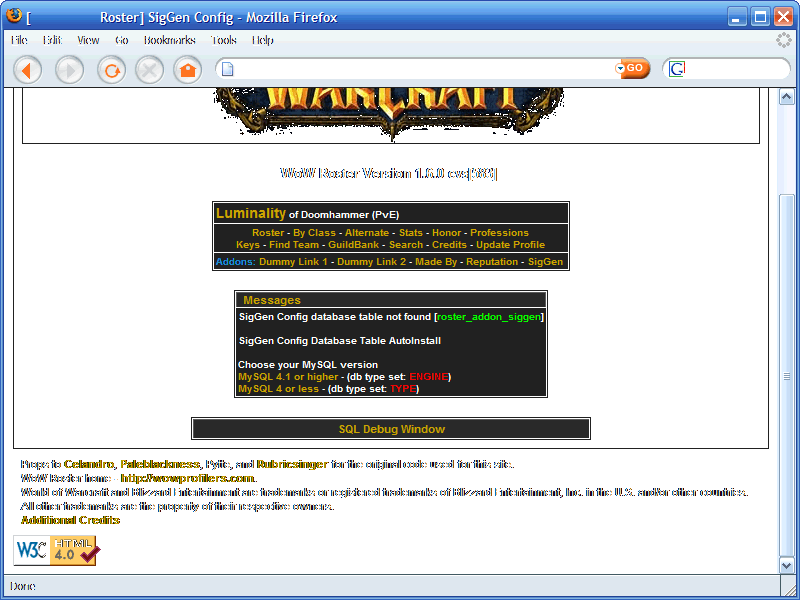 [ Roster] SigGen Config - Mozilla Firefox
File Edit View Go Bookmarks Tools Help
GO G
WARCRAFT
WoW Roster Version 1.6.0 cvs[583]
Luminality of Doomhammer (PvE)
Roster - By Class - Alternate - Stats - Honor - Professions
Keys - Find Team - GuildBank - Search - Credits - Update Profile
Addons: Dummy Link 1 - Dummy Link 2 - Made By - Reputation - SigGen
Messages
SigGen Config database table not found [roster_addon_siggen]
SigGen Config Database Table AutoInstall
Choose your MySQL version
MySQL 4.1 or higher - (db type set: ENGINE)
MySQL 4 or less - (db type set: TYPE)
SQL Debug Window
Props to Celandro, Paleblackness, Pytte, and Rubricsinger for the original code used for this site.
WoW Roster home - http://wowprofilers.com.
World of Warcraft and Blizzard Entertainment are trademarks or registered trademarks of Blizzard Entertainment, Inc. in the U.S. and/or other countries.
All other trademarks are the property of their respective owners.
Additional Credits
W3C HTML 4.0
Done